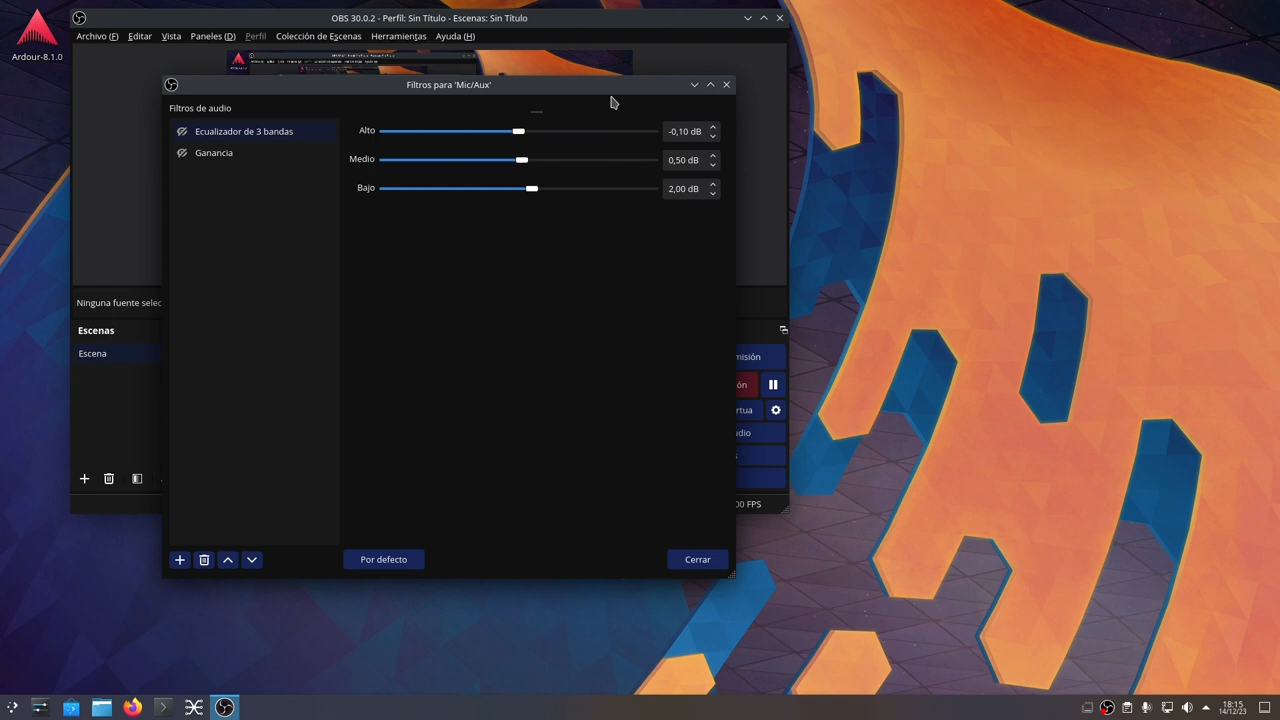 Ardour-8.1.0
OBS 30.0.2 - Perfil: Sin Título - Escenas: Sin Título
Archivo (F) Editar Vista Paneles (D) Perfil Colección de Escenas Herramientas Ayuda (H)
Filtros para 'Mic/Aux'
Filtros de audio
Ecualizador de 3 bandas
Ganancia
Alto -0,10 dB
Medio 0,50 dB
Bajo 2,00 dB
Ninguna fuente selec
Escenas
Escena
misión
ón
rtua
udio
00 FPS
Por defecto
Cerrar
18:15
14/12/23